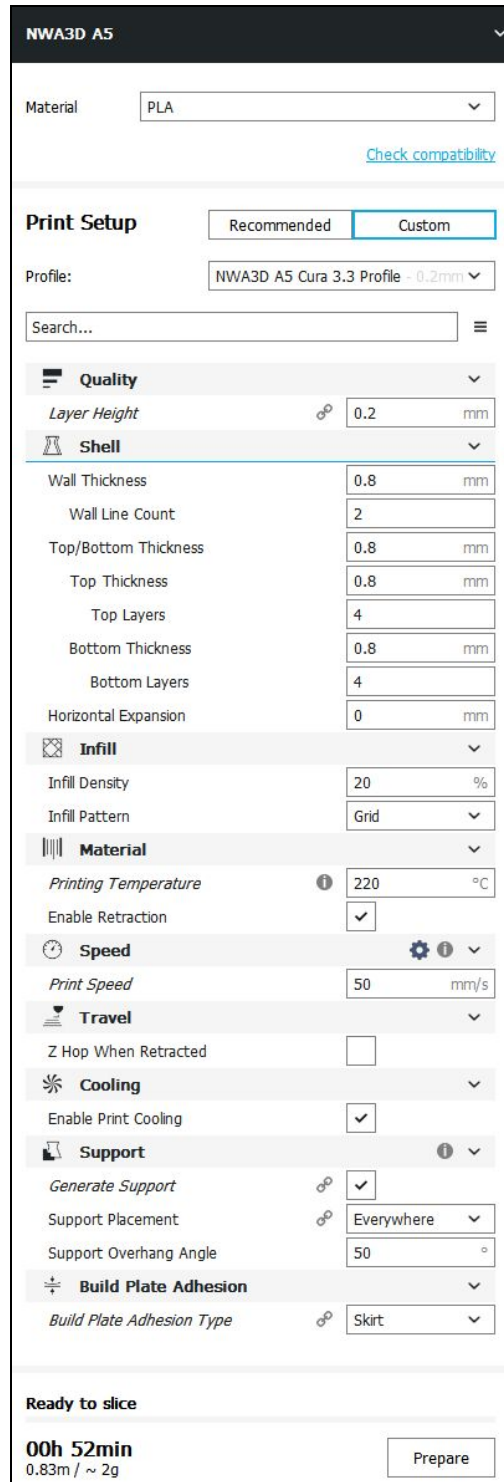 NWA3D A5
Material PLA
Check compatibility
Print Setup Recommended Custom
Profile: NWA3D A5 Cura 3.3 Profile - 0.2mm
Search...
Quality
Layer Height 0.2 mm
Shell
Wall Thickness 0.8 mm
Wall Line Count 2
Top/Bottom Thickness 0.8 mm
Top Thickness 0.8 mm
Top Layers 4
Bottom Thickness 0.8 mm
Bottom Layers 4
Horizontal Expansion 0 mm
Infill
Infill Density 20 %
Infill Pattern Grid
Material
Printing Temperature 220 °C
Enable Retraction
Speed
Print Speed 50 mm/s
Travel
Z Hop When Retracted
Cooling
Enable Print Cooling
Support
Generate Support
Support Placement Everywhere
Support Overhang Angle 50 °
Build Plate Adhesion
Build Plate Adhesion Type Skirt
Ready to slice
00h 52min
0.83m / ~ 2g Prepare